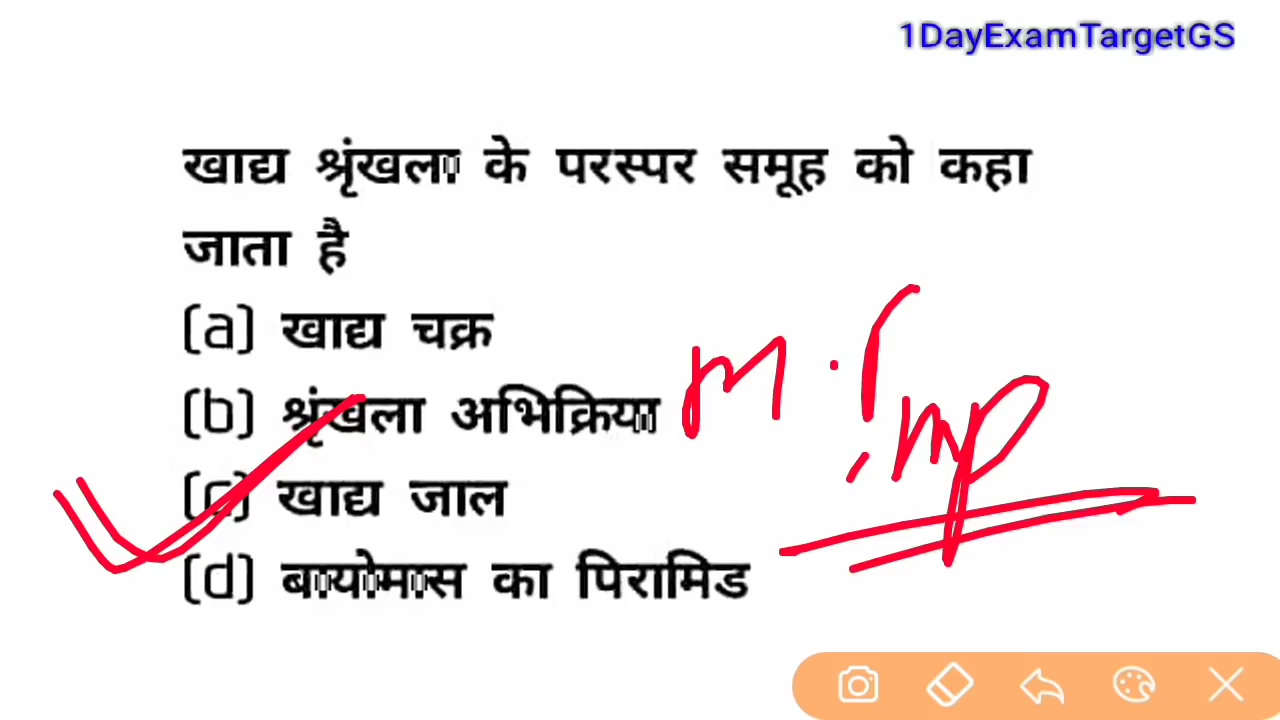 1DayExamTargetGS
खाद्य श्रृंखला के परस्पर समूह को कहा
जाता है
(a) खाद्य चक्र
(b) श्रृंखला अभिक्रिया
(c) खाद्य जाल
(d) बायोमास का पिरामिड
M. Imp